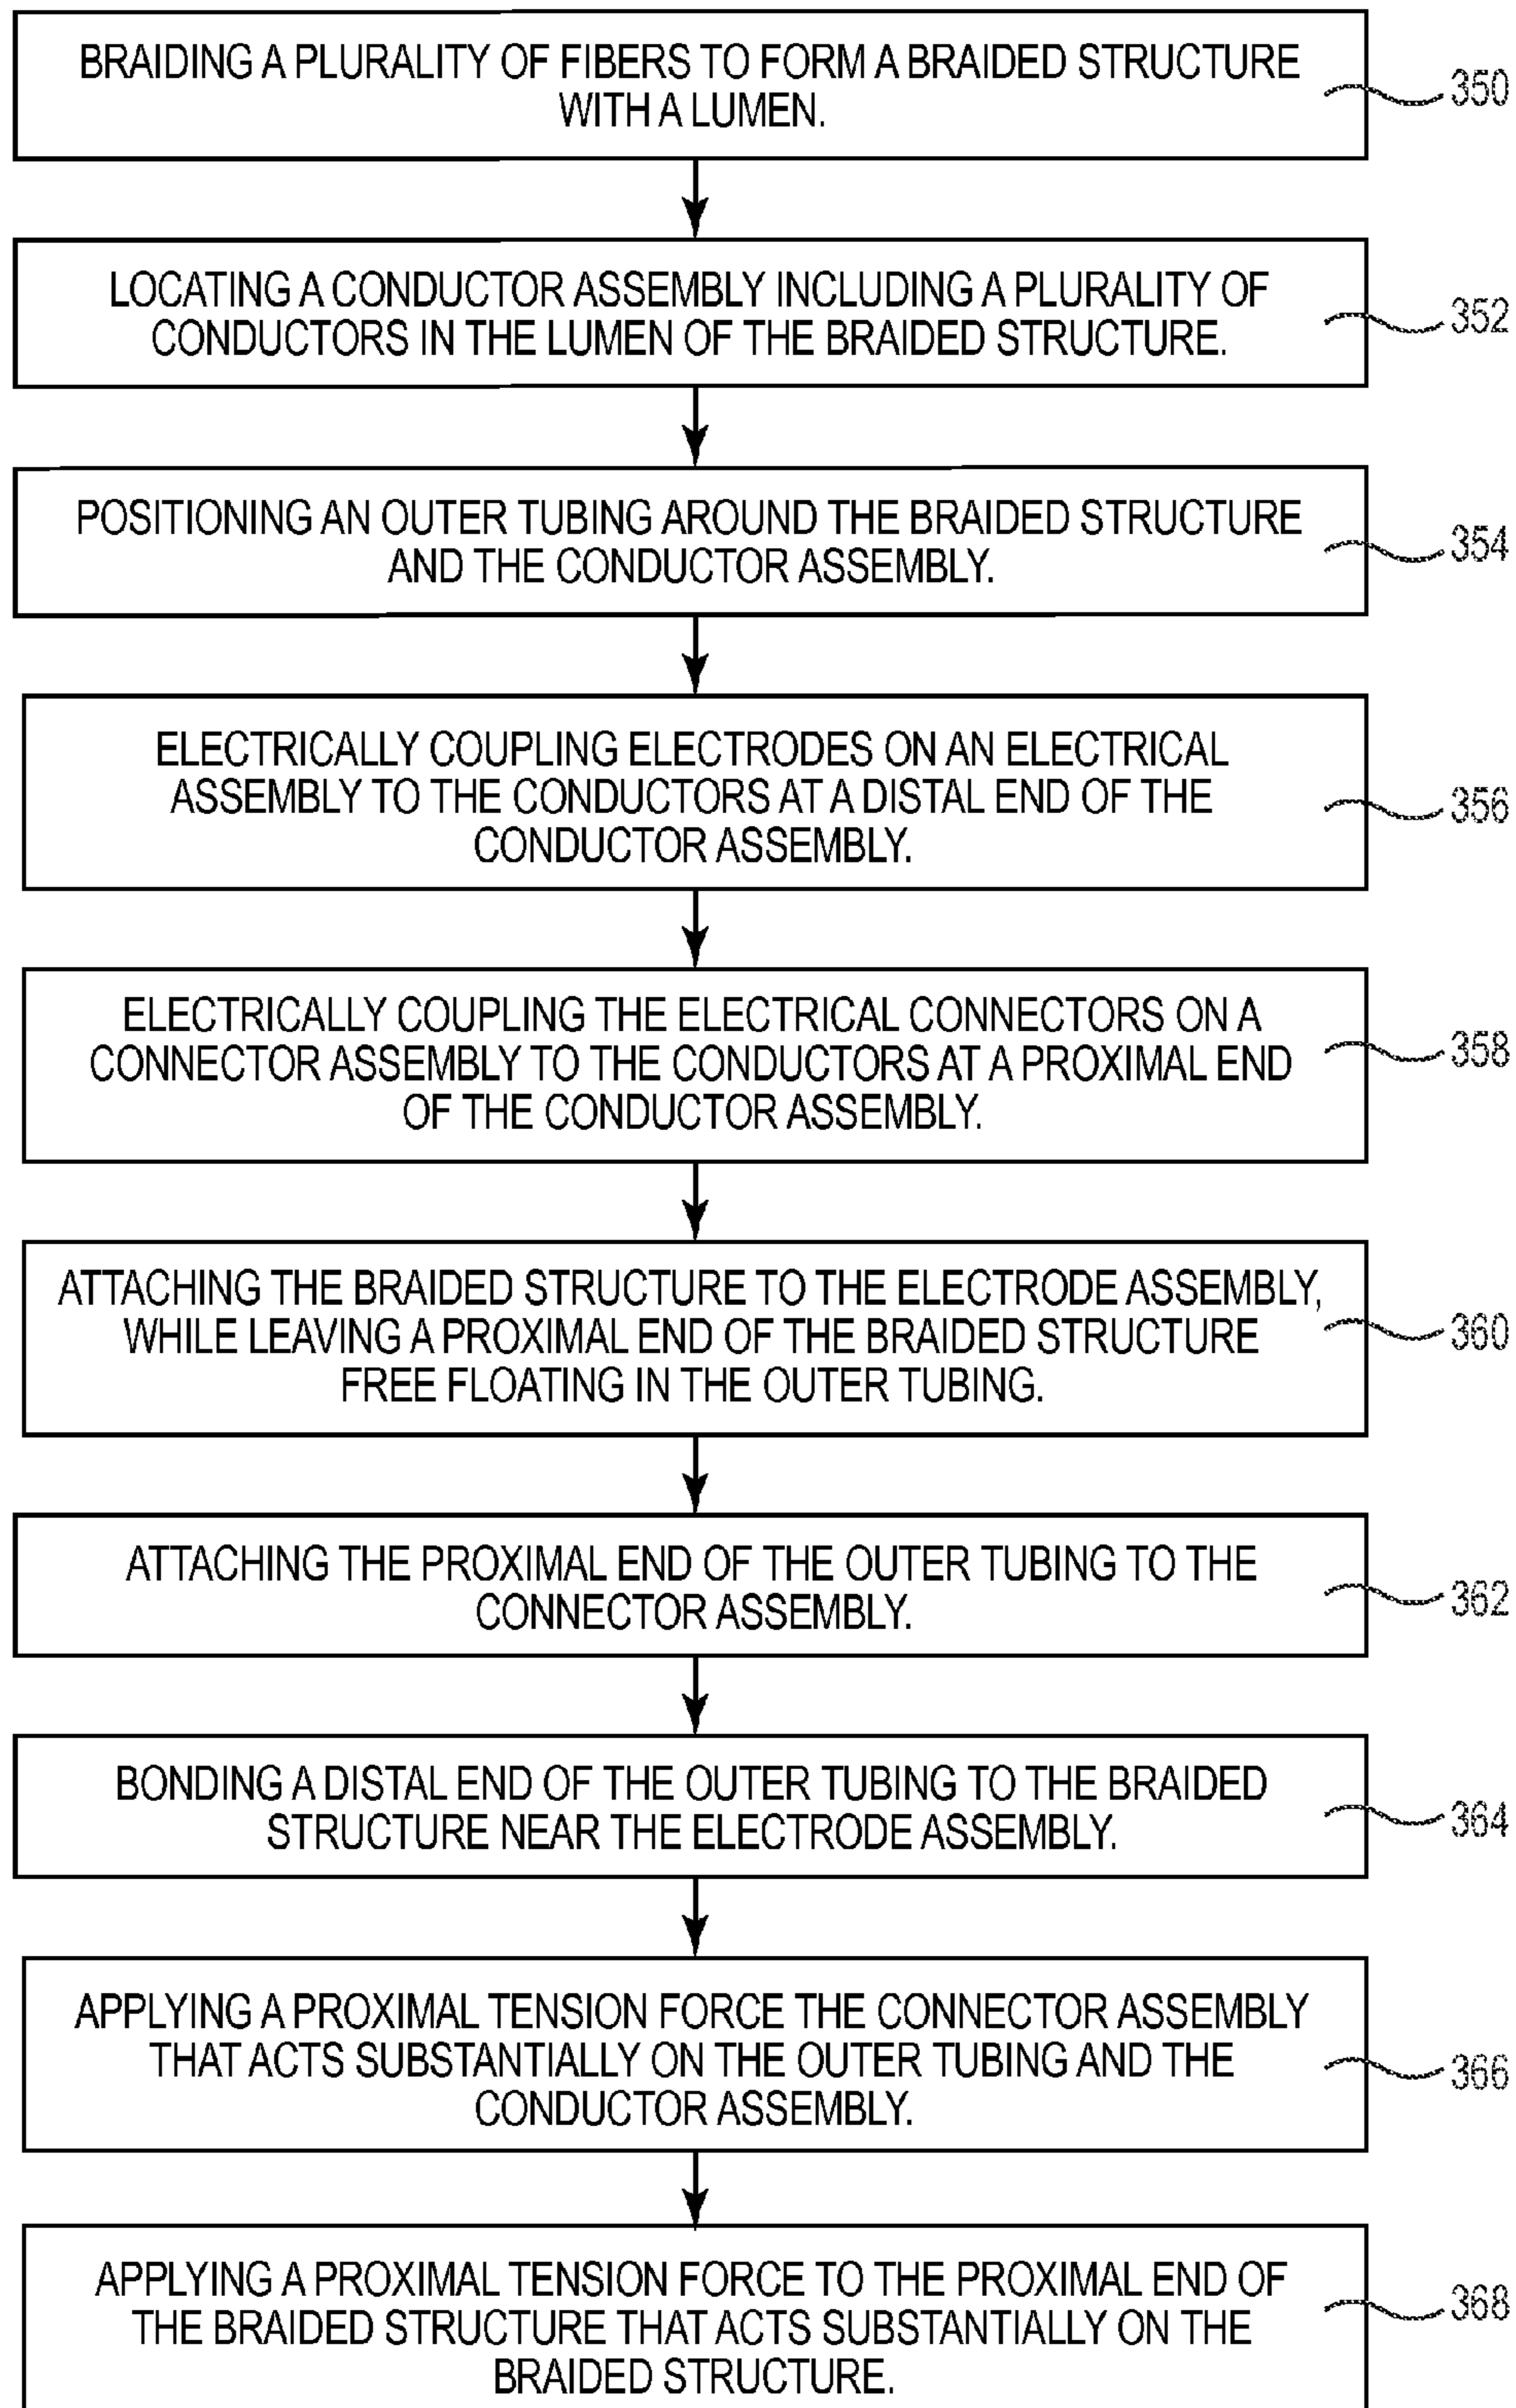 BRAIDING A PLURALITY OF FIBERS TO FORM A BRAIDED STRUCTURE
WITH A LUMEN.
350
LOCATING A CONDUCTOR ASSEMBLY INCLUDING A PLURALITY OF
CONDUCTORS IN THE LUMEN OF THE BRAIDED STRUCTURE.
352
POSITIONING AN OUTER TUBING AROUND THE BRAIDED STRUCTURE
AND THE CONDUCTOR ASSEMBLY.
354
ELECTRICALLY COUPLING ELECTRODES ON AN ELECTRICAL
ASSEMBLY TO THE CONDUCTORS AT A DISTAL END OF THE
CONDUCTOR ASSEMBLY.
356
ELECTRICALLY COUPLING THE ELECTRICAL CONNECTORS ON A
CONNECTOR ASSEMBLY TO THE CONDUCTORS AT A PROXIMAL END
OF THE CONDUCTOR ASSEMBLY.
358
ATTACHING THE BRAIDED STRUCTURE TO THE ELECTRODE ASSEMBLY,
WHILE LEAVING A PROXIMAL END OF THE BRAIDED STRUCTURE
FREE FLOATING IN THE OUTER TUBING.
360
ATTACHING THE PROXIMAL END OF THE OUTER TUBING TO THE
CONNECTOR ASSEMBLY.
362
BONDING A DISTAL END OF THE OUTER TUBING TO THE BRAIDED
STRUCTURE NEAR THE ELECTRODE ASSEMBLY.
364
APPLYING A PROXIMAL TENSION FORCE THE CONNECTOR ASSEMBLY
THAT ACTS SUBSTANTIALLY ON THE OUTER TUBING AND THE
CONDUCTOR ASSEMBLY.
366
APPLYING A PROXIMAL TENSION FORCE TO THE PROXIMAL END OF
THE BRAIDED STRUCTURE THAT ACTS SUBSTANTIALLY ON THE
BRAIDED STRUCTURE.
368